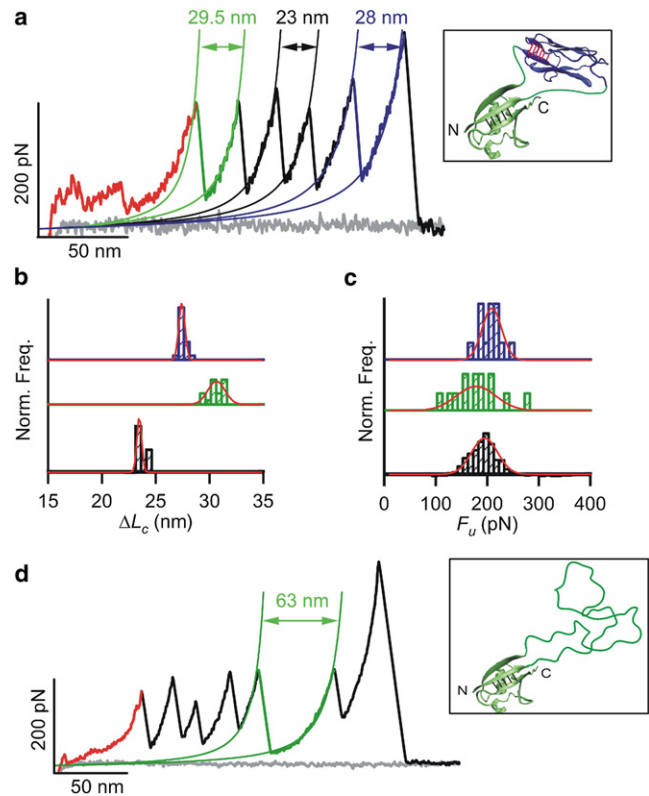 a
29.5 nm 23 nm 28 nm
200 pN
50 nm
N C
b
Norm. Freq.
15 20 25 30 35
ΔLc (nm)
c
Norm. Freq.
0 100 200 300 400
Fu (pN)
d
63 nm
200 pN
50 nm
N C